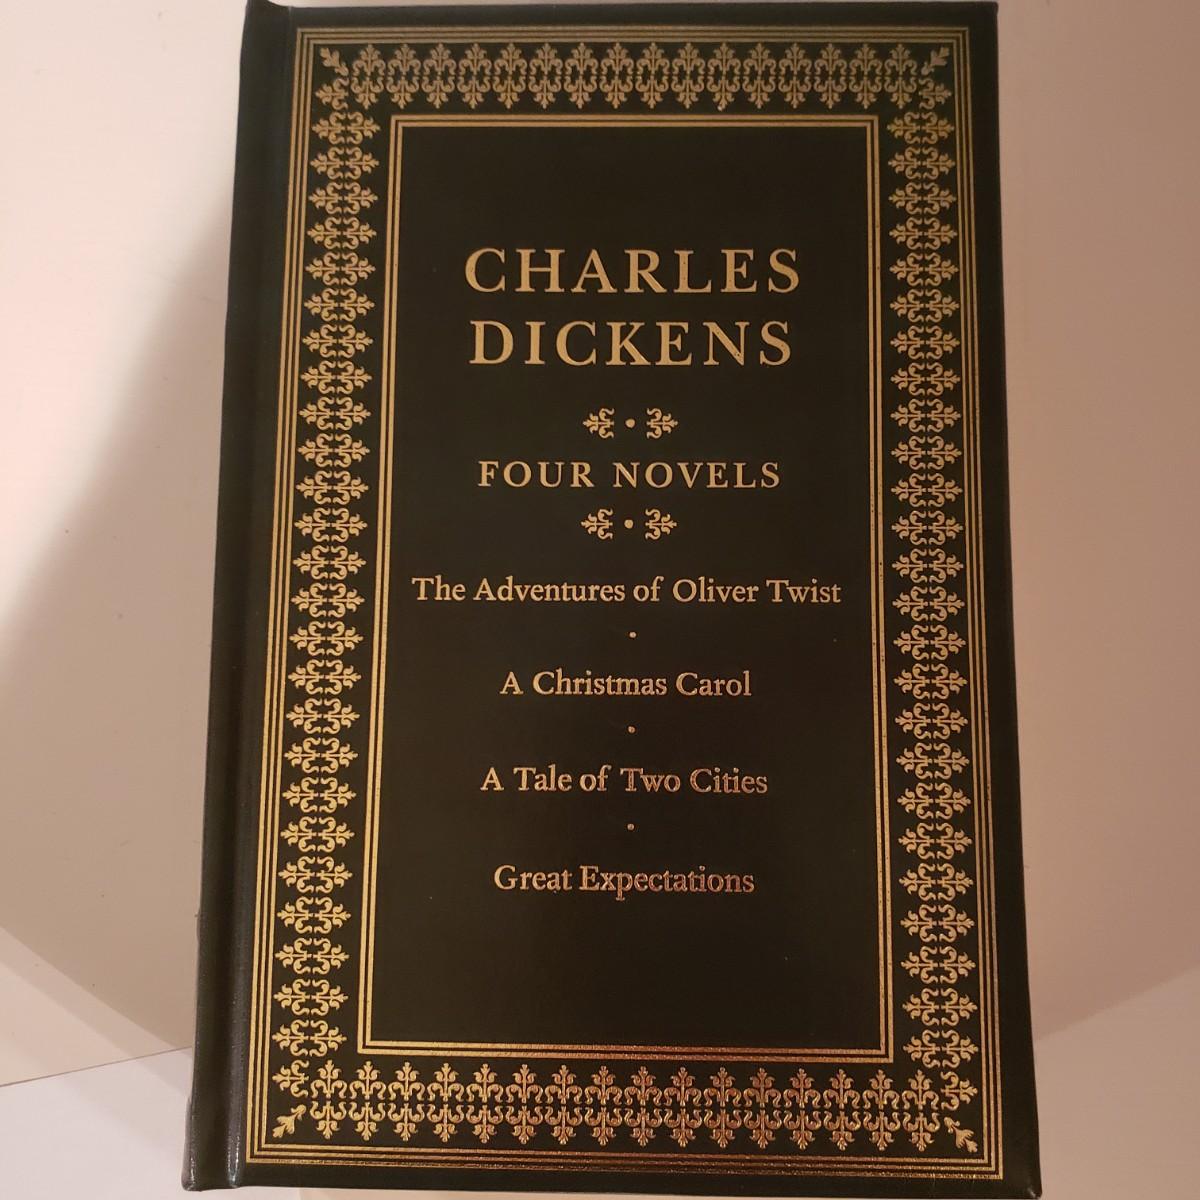 CHARLES
DICKENS
FOUR NOVELS
The Adventures of Oliver Twist
A Christmas Carol
A Tale of Two Cities
Great Expectations